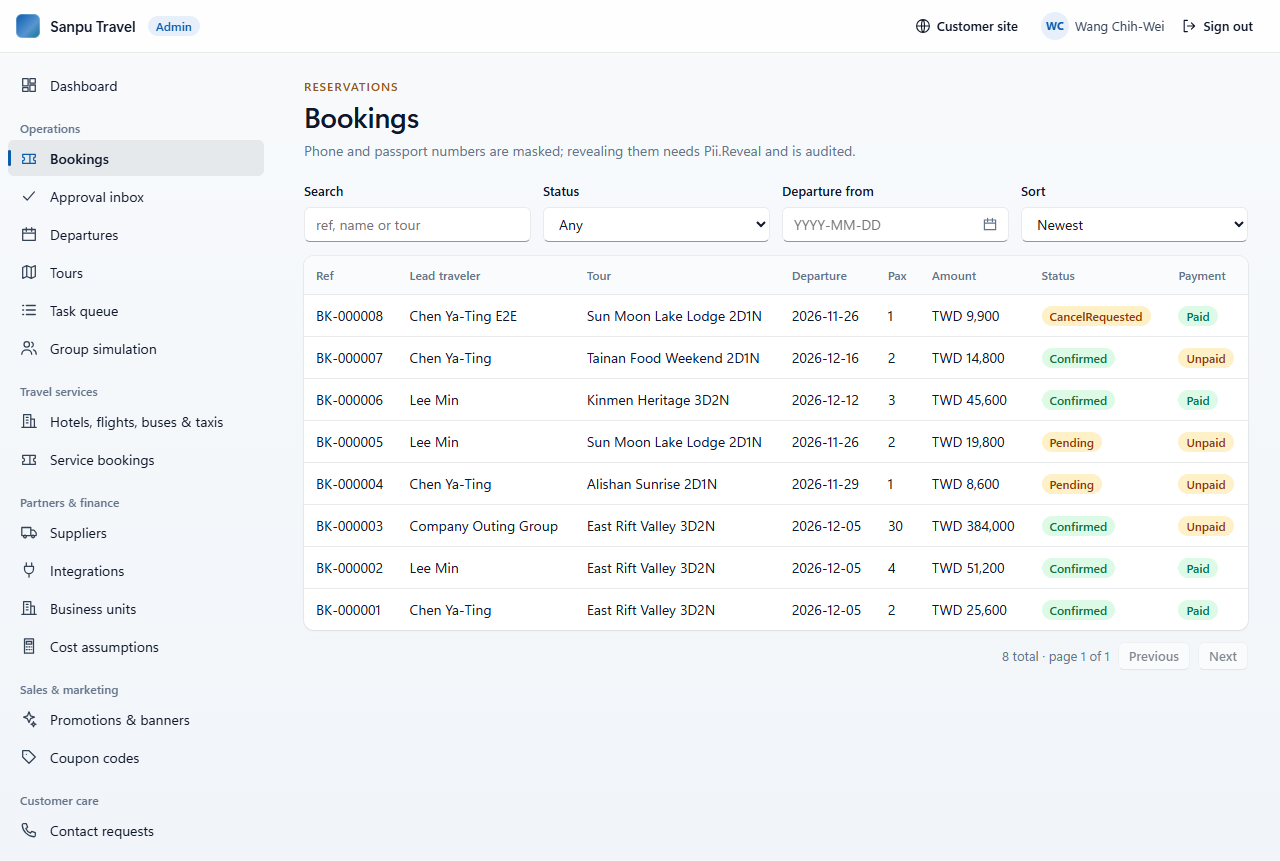 Sanpu Travel Admin Customer site WC Wang Chih-Wei Sign out
Dashboard
Operations
Bookings
Approval inbox
Departures
Tours
Task queue
Group simulation
Travel services
Hotels, flights, buses & taxis
Service bookings
Partners & finance
Suppliers
Integrations
Business units
Cost assumptions
Sales & marketing
Promotions & banners
Coupon codes
Customer care
Contact requests
RESERVATIONS
Bookings
Phone and passport numbers are masked; revealing them needs Pii.Reveal and is audited.
Search Status Departure from Sort
ref, name or tour Any YYYY-MM-DD Newest
Ref Lead traveler Tour Departure Pax Amount Status Payment
BK-000008 Chen Ya-Ting E2E Sun Moon Lake Lodge 2D1N 2026-11-26 1 TWD 9,900 CancelRequested Paid
BK-000007 Chen Ya-Ting Tainan Food Weekend 2D1N 2026-12-16 2 TWD 14,800 Confirmed Unpaid
BK-000006 Lee Min Kinmen Heritage 3D2N 2026-12-12 3 TWD 45,600 Confirmed Paid
BK-000005 Lee Min Sun Moon Lake Lodge 2D1N 2026-11-26 2 TWD 19,800 Pending Unpaid
BK-000004 Chen Ya-Ting Alishan Sunrise 2D1N 2026-11-29 1 TWD 8,600 Pending Unpaid
BK-000003 Company Outing Group East Rift Valley 3D2N 2026-12-05 30 TWD 384,000 Confirmed Unpaid
BK-000002 Lee Min East Rift Valley 3D2N 2026-12-05 4 TWD 51,200 Confirmed Paid
BK-000001 Chen Ya-Ting East Rift Valley 3D2N 2026-12-05 2 TWD 25,600 Confirmed Paid
8 total · page 1 of 1 Previous Next